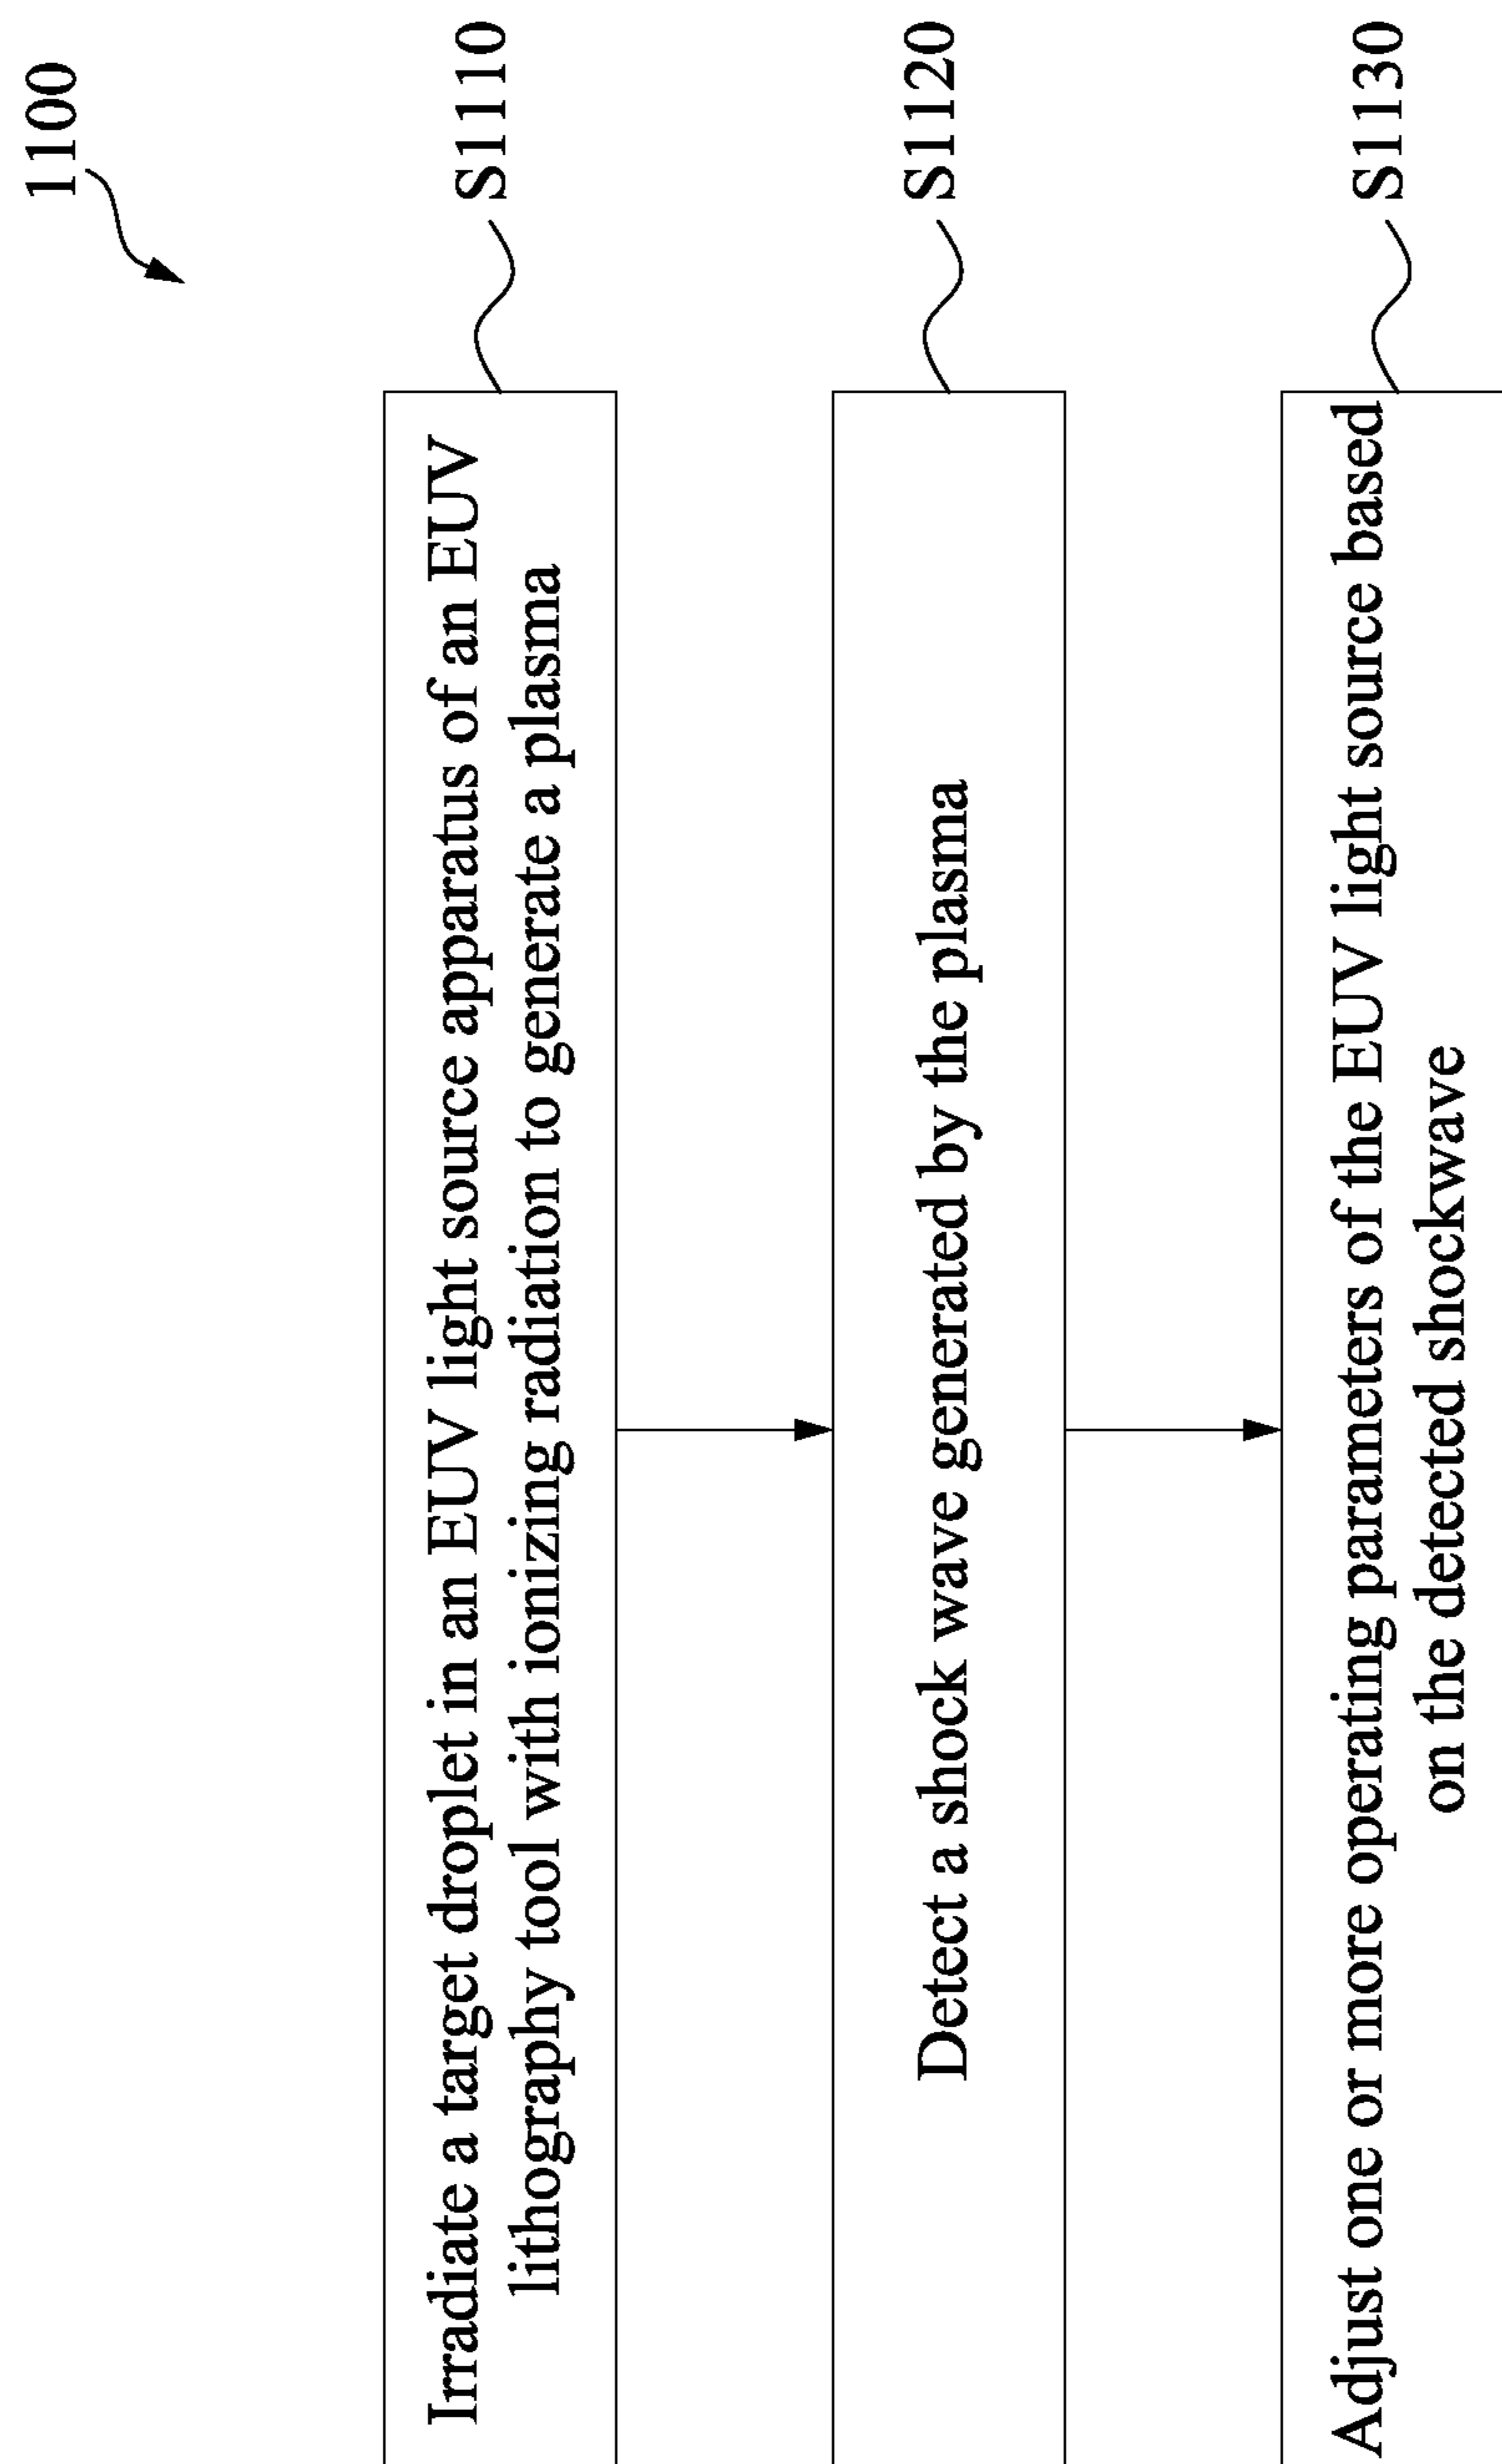 1100
Irradiate a target droplet in an EUV light source apparatus of an EUV
lithography tool with ionizing radiation to generate a plasma
S1110
Detect a shock wave generated by the plasma
S1120
Adjust one or more operating parameters of the EUV light source based
on the detected shockwave
S1130